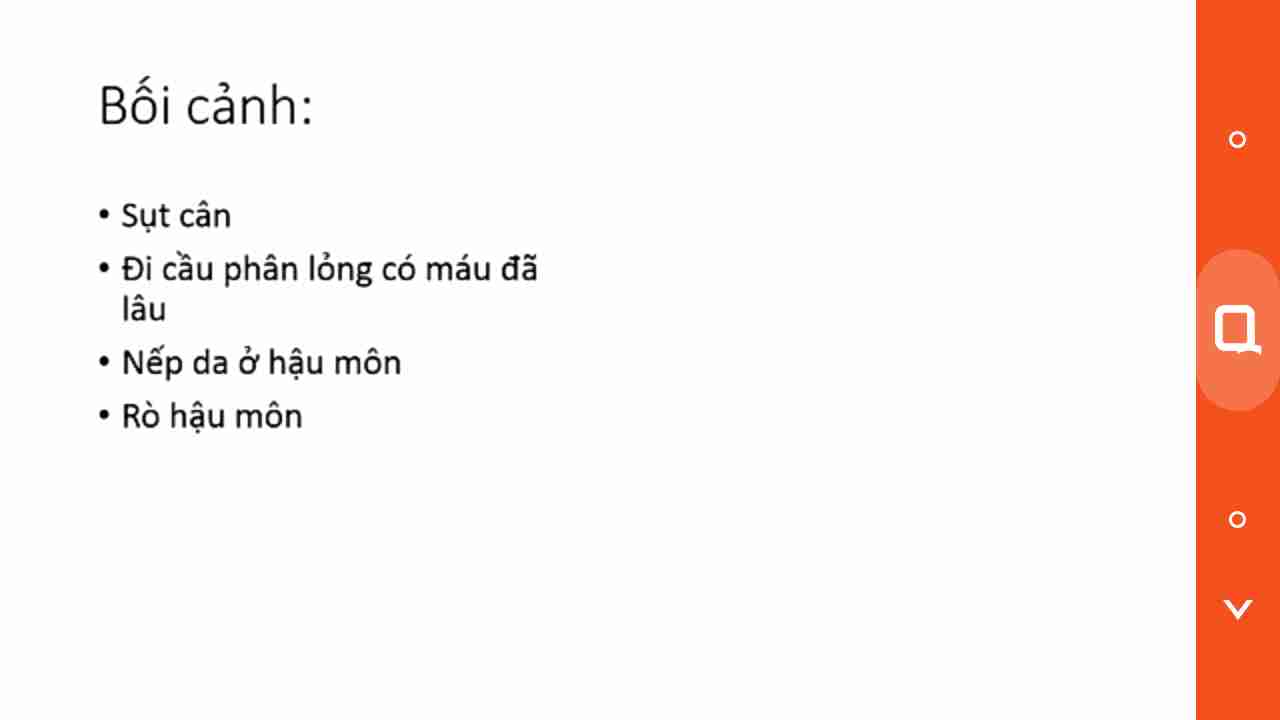 Bối cảnh:
• Sụt cân
• Đi cầu phân lỏng có máu đã
lâu
• Nếp da ở hậu môn
• Rò hậu môn